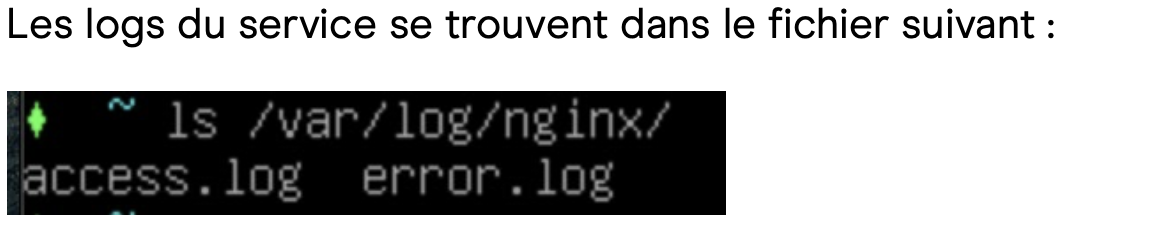 Les logs du service se trouvent dans le fichier suivant :
~ ls /var/log/nginx/
access.log error.log